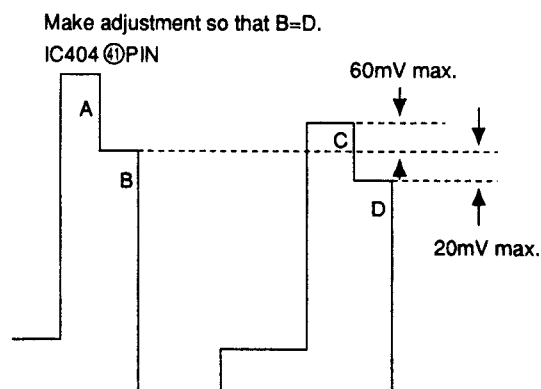 Make adjustment so that B=D.
IC404 ㊶PIN
60mV max.
A
C
B
D
20mV max.